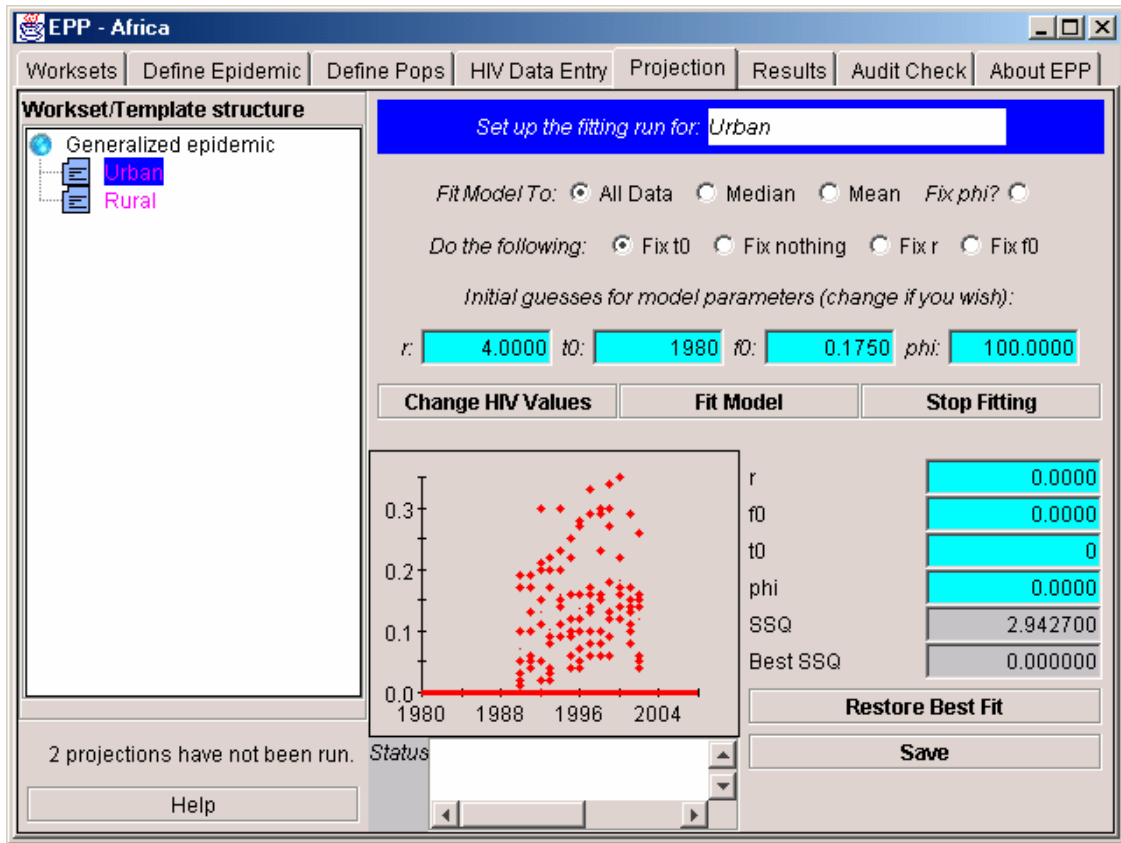 EPP - Africa
Worksets Define Epidemic Define Pops HIV Data Entry Projection Results Audit Check About EPP
Workset/Template structure
Generalized epidemic
Urban
Rural
2 projections have not been run.
Help
Set up the fitting run for: Urban
Fit Model To: All Data Median Mean Fix phi?
Do the following: Fix t0 Fix nothing Fix r Fix f0
Initial guesses for model parameters (change if you wish):
r: 4.0000 t0: 1980 f0: 0.1750 phi: 100.0000
Change HIV Values Fit Model Stop Fitting
0.3
0.2
0.1
0.0
1980 1988 1996 2004
Status
r 0.0000
f0 0.0000
t0 0
phi 0.0000
SSQ 2.942700
Best SSQ 0.000000
Restore Best Fit
Save